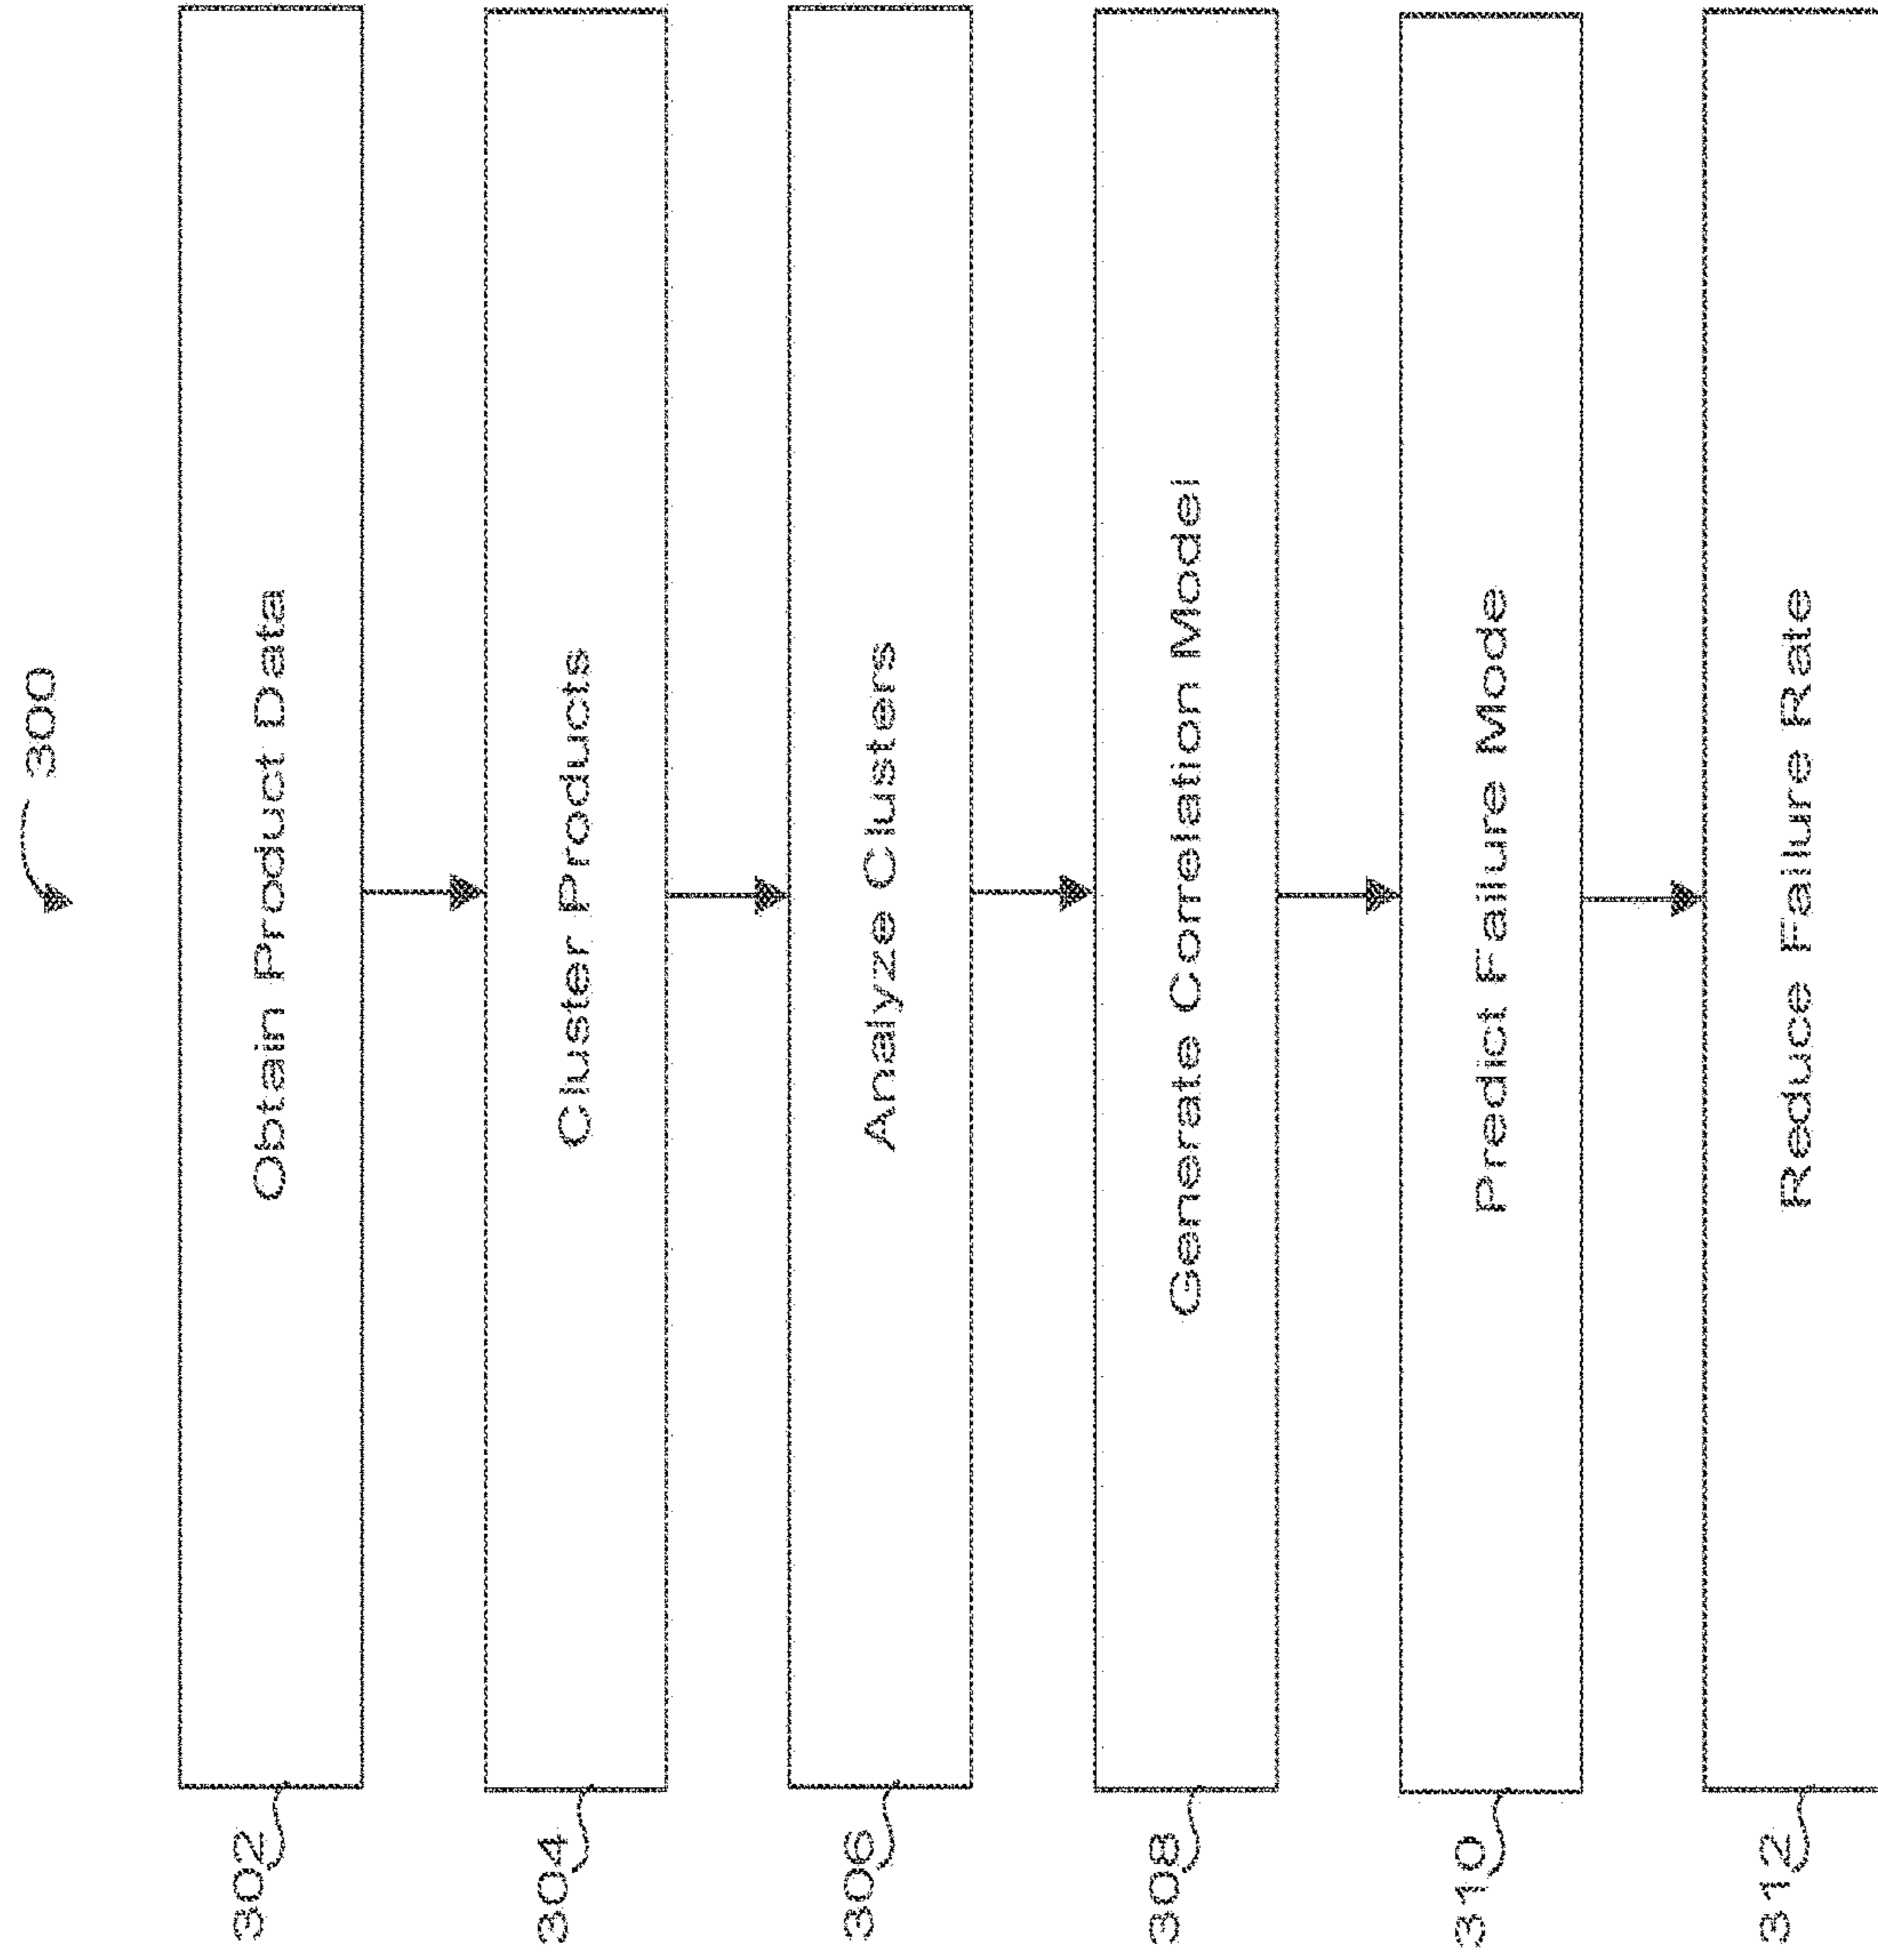 300
302
Obtain Product Data
304
Cluster Products
306
Analyze Clusters
308
Generate Correlation Model
310
Predict Failure Mode
312
Reduce Failure Rate